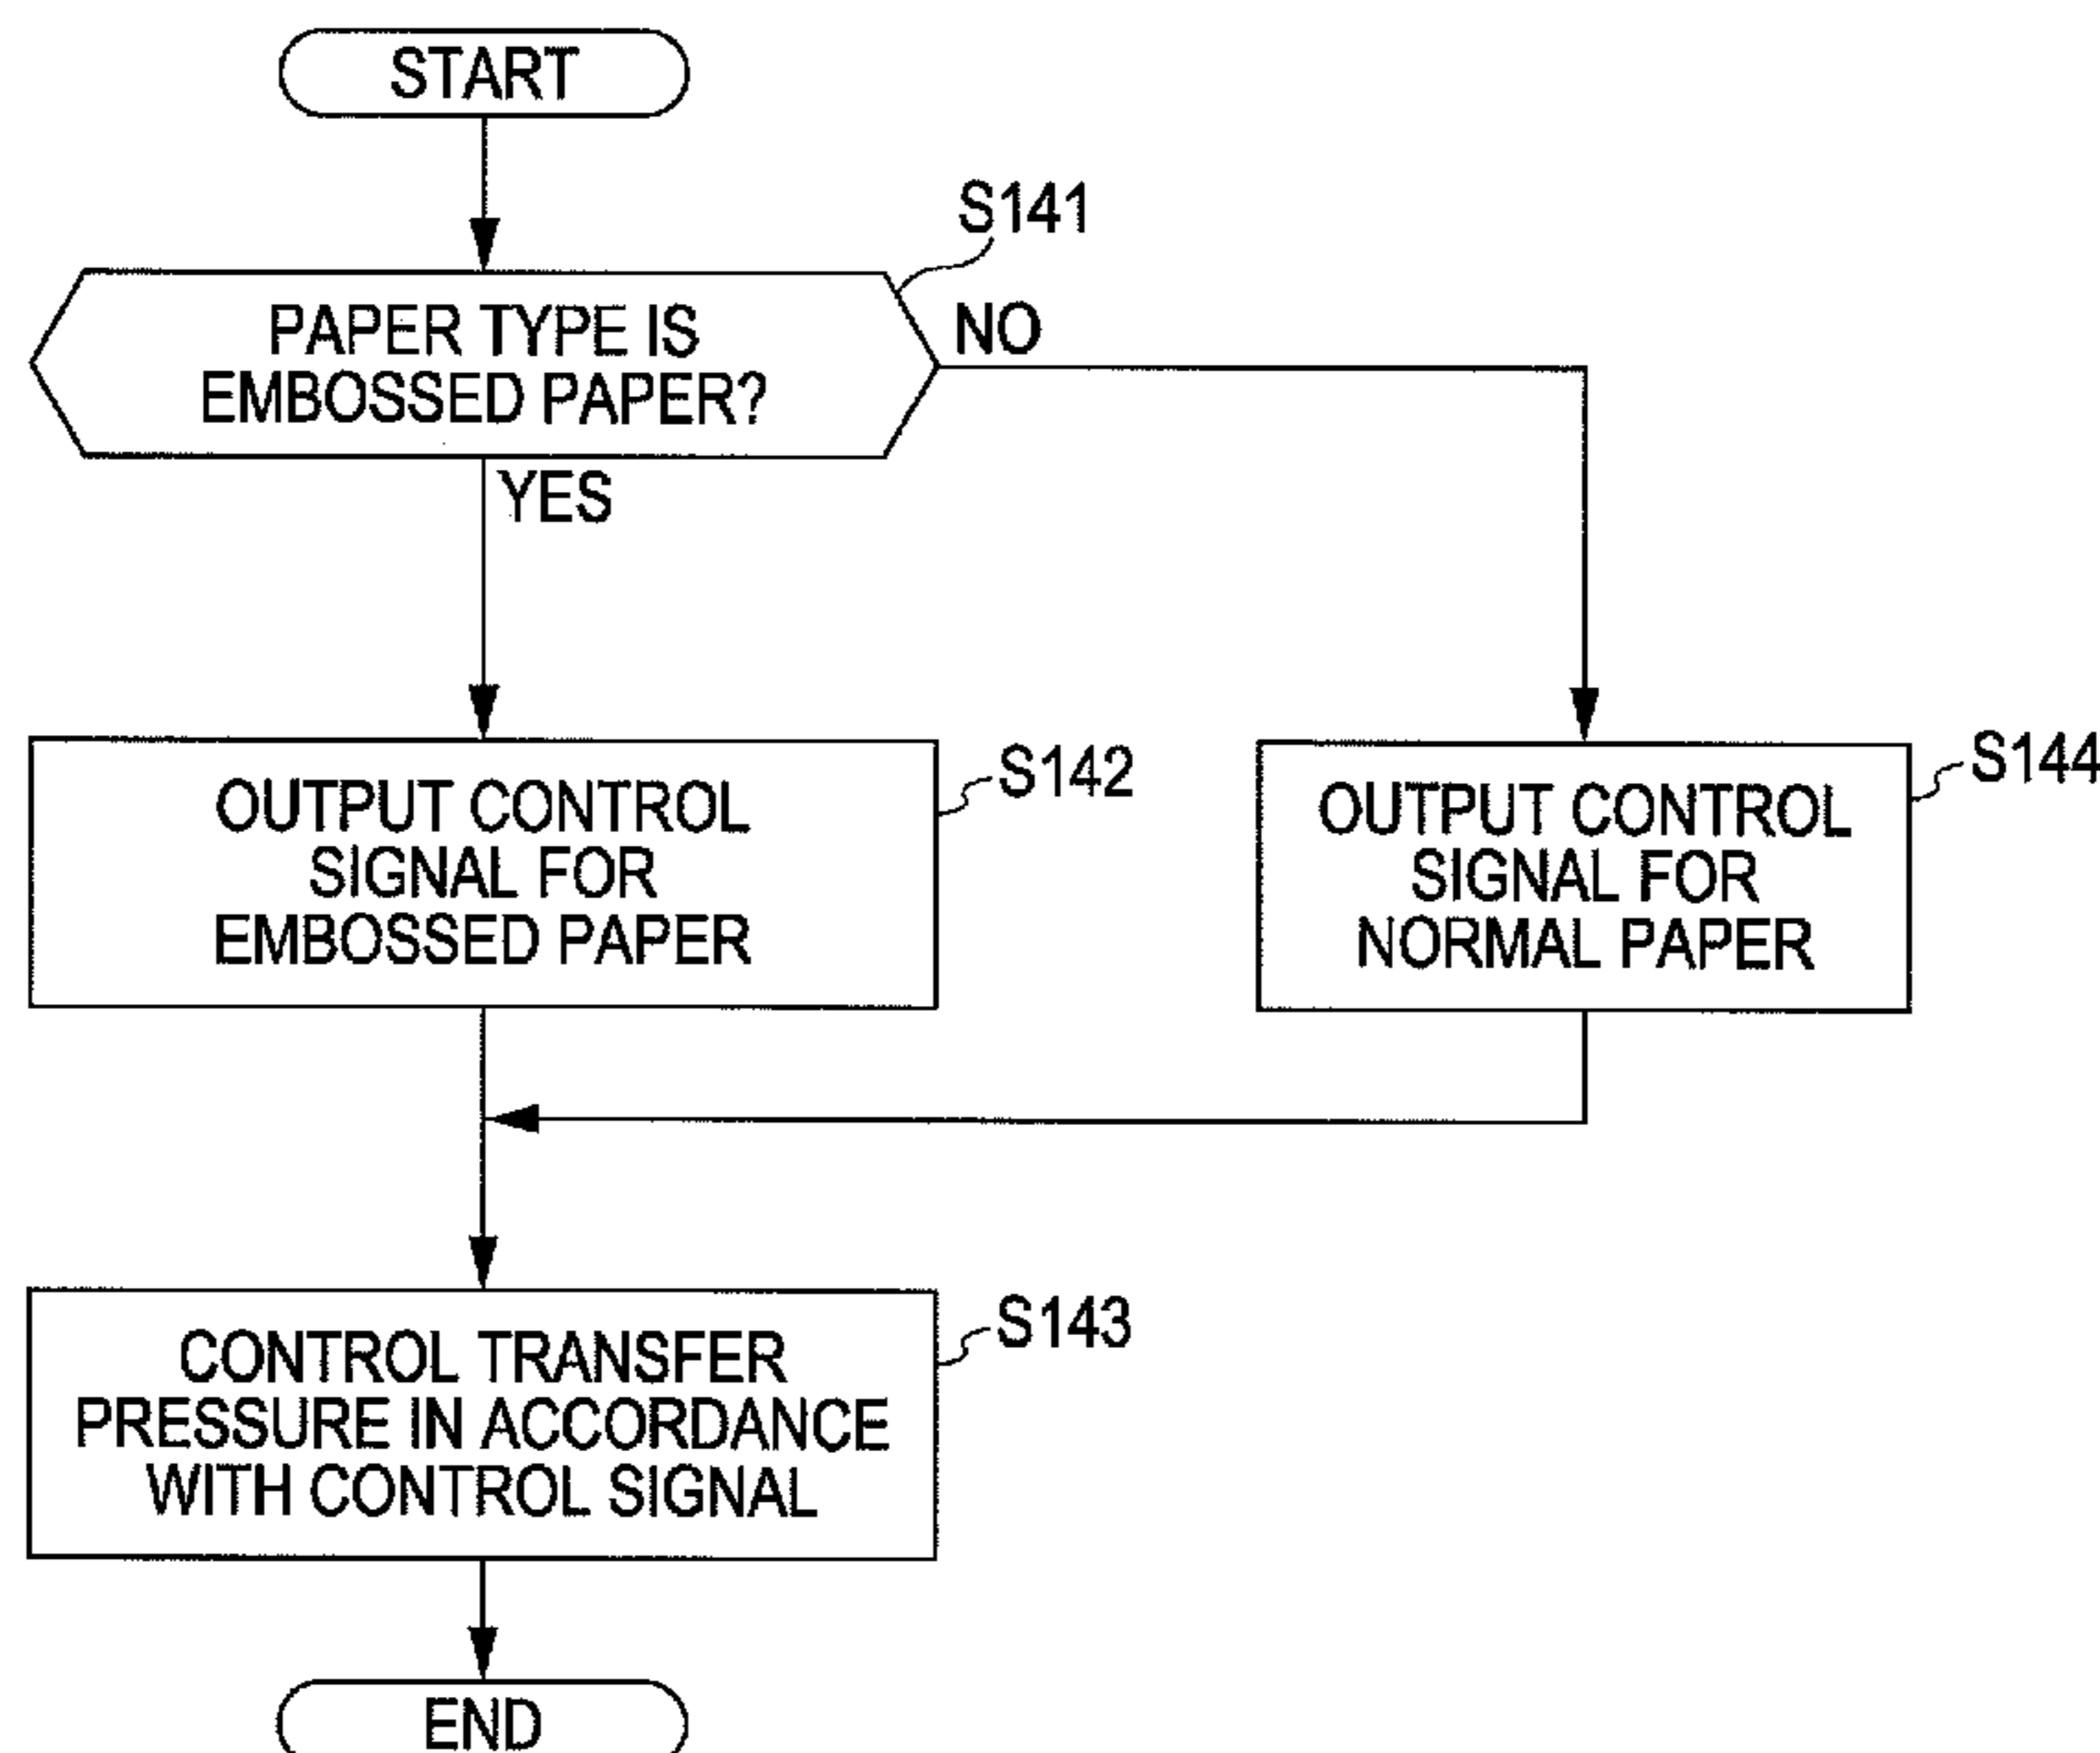 START
S141
PAPER TYPE IS
EMBOSSED PAPER?
NO
YES
OUTPUT CONTROL
SIGNAL FOR
EMBOSSED PAPER
S142
OUTPUT CONTROL
SIGNAL FOR
NORMAL PAPER
S144
CONTROL TRANSFER
PRESSURE IN ACCORDANCE
WITH CONTROL SIGNAL
S143
END